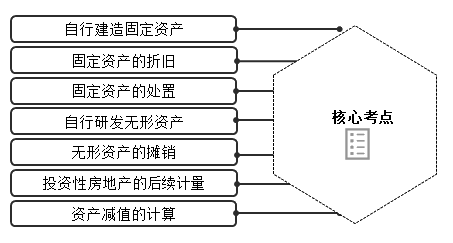 自行建造固定资产
固定资产的折旧
固定资产的处置
自行研发无形资产
无形资产的摊销
投资性房地产的后续计量
资产减值的计算
核心考点